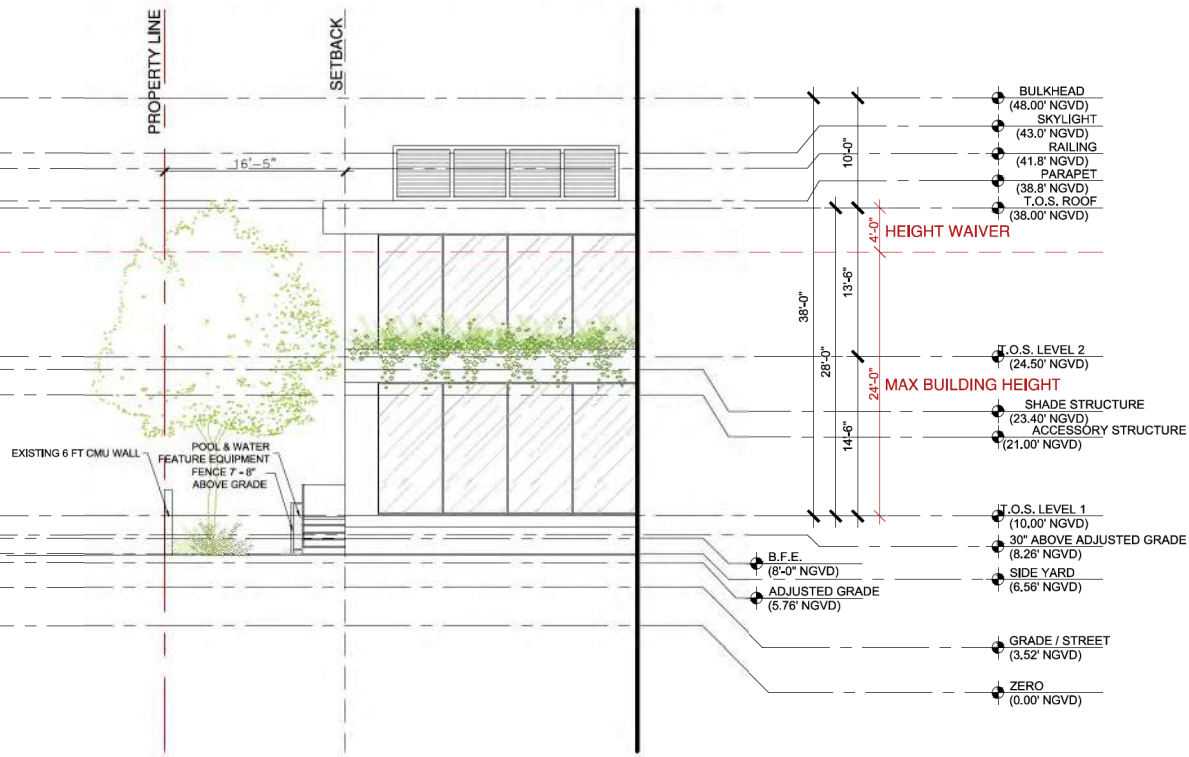 PROPERTY LINE
SETBACK
16'-5"
EXISTING 6 FT CMU WALL
POOL & WATER
FEATURE EQUIPMENT
FENCE 7' - 8"
ABOVE GRADE
38'-0"
28'-0"
10'-0"
13'-6"
14'-6"
4'-0"
HEIGHT WAIVER
24'-0"
MAX BUILDING HEIGHT
BULKHEAD
(48.00' NGVD)
SKYLIGHT
(43.0' NGVD)
RAILING
(41.8' NGVD)
PARAPET
(38.8' NGVD)
T.O.S. ROOF
(38.00' NGVD)
T.O.S. LEVEL 2
(24.50' NGVD)
SHADE STRUCTURE
(23.40' NGVD)
ACCESSORY STRUCTURE
(21.00' NGVD)
T.O.S. LEVEL 1
(10.00' NGVD)
30" ABOVE ADJUSTED GRADE
(8.26' NGVD)
B.F.E.
(8'-0" NGVD)
SIDE YARD
(6.56' NGVD)
ADJUSTED GRADE
(5.76' NGVD)
GRADE / STREET
(3.52' NGVD)
ZERO
(0.00' NGVD)